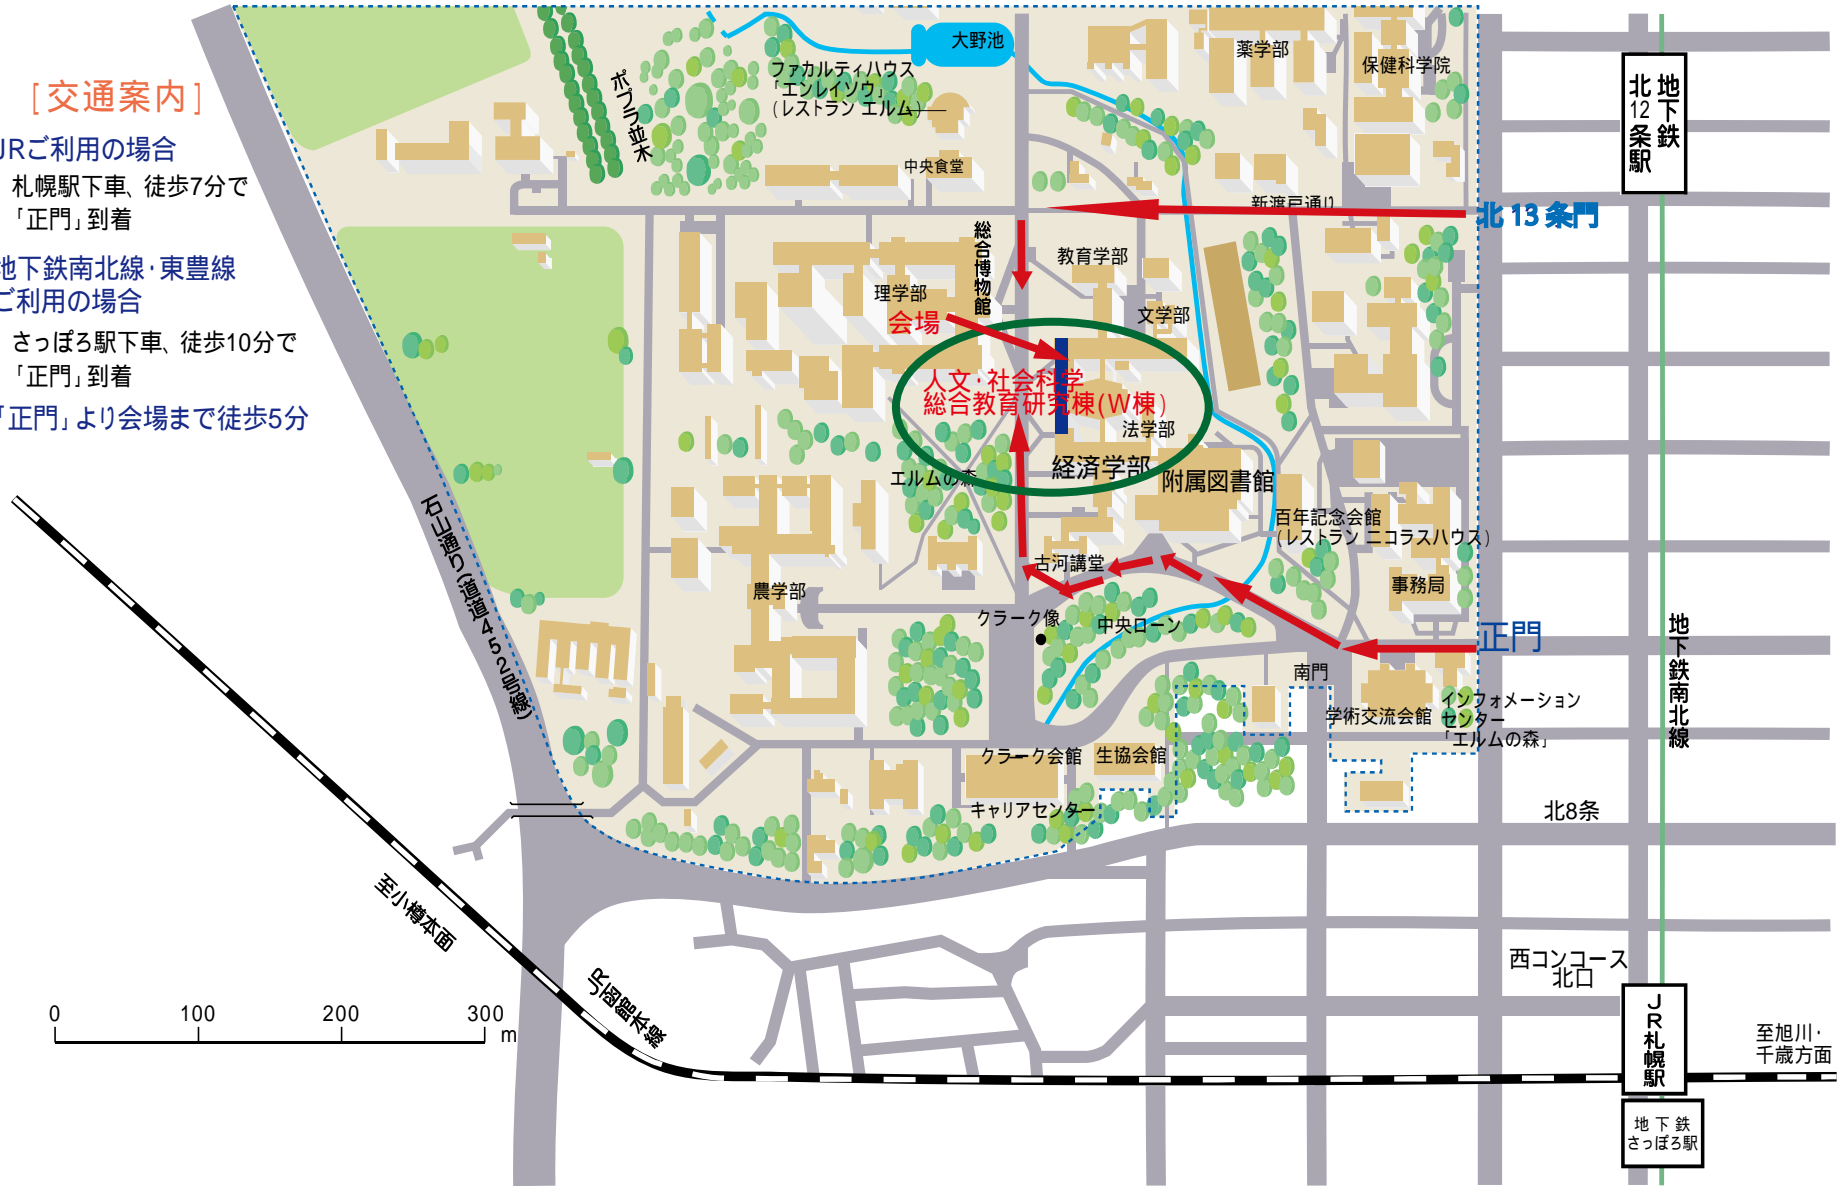 [交通案内]
JRご利用の場合
札幌駅下車、徒歩7分で
「正門」到着
地下鉄南北線・東豊線
ご利用の場合
さっぽろ駅下車、徒歩10分で
「正門」到着
「正門」より会場まで徒歩5分
大野池
薬学部
保健科学院
ファカルティハウス
「エンレイソウ」
(レストラン エルム)
ポプラ並木
中央食堂
地下鉄
北12条駅
新渡戸通り
北13条門
総合博物館
教育学部
理学部
文学部
会場
人文・社会科学
総合教育研究棟(W棟)
法学部
経済学部
附属図書館
エルムの森
百年記念会館
(レストラン ニコラスハウス)
古河講堂
事務局
農学部
クラーク像
中央ローン
正門
南門
石山通り(道道452号線)
地下鉄南北線
学術交流会館
インフォメーション
センター
「エルムの森」
クラーク会館
生協会館
キャリアセンター
北8条
至小樽本面
JR函館本線
西コンコース
北口
JR札幌駅
至旭川・
千歳方面
地下鉄
さっぽろ駅
0 100 200 300
m